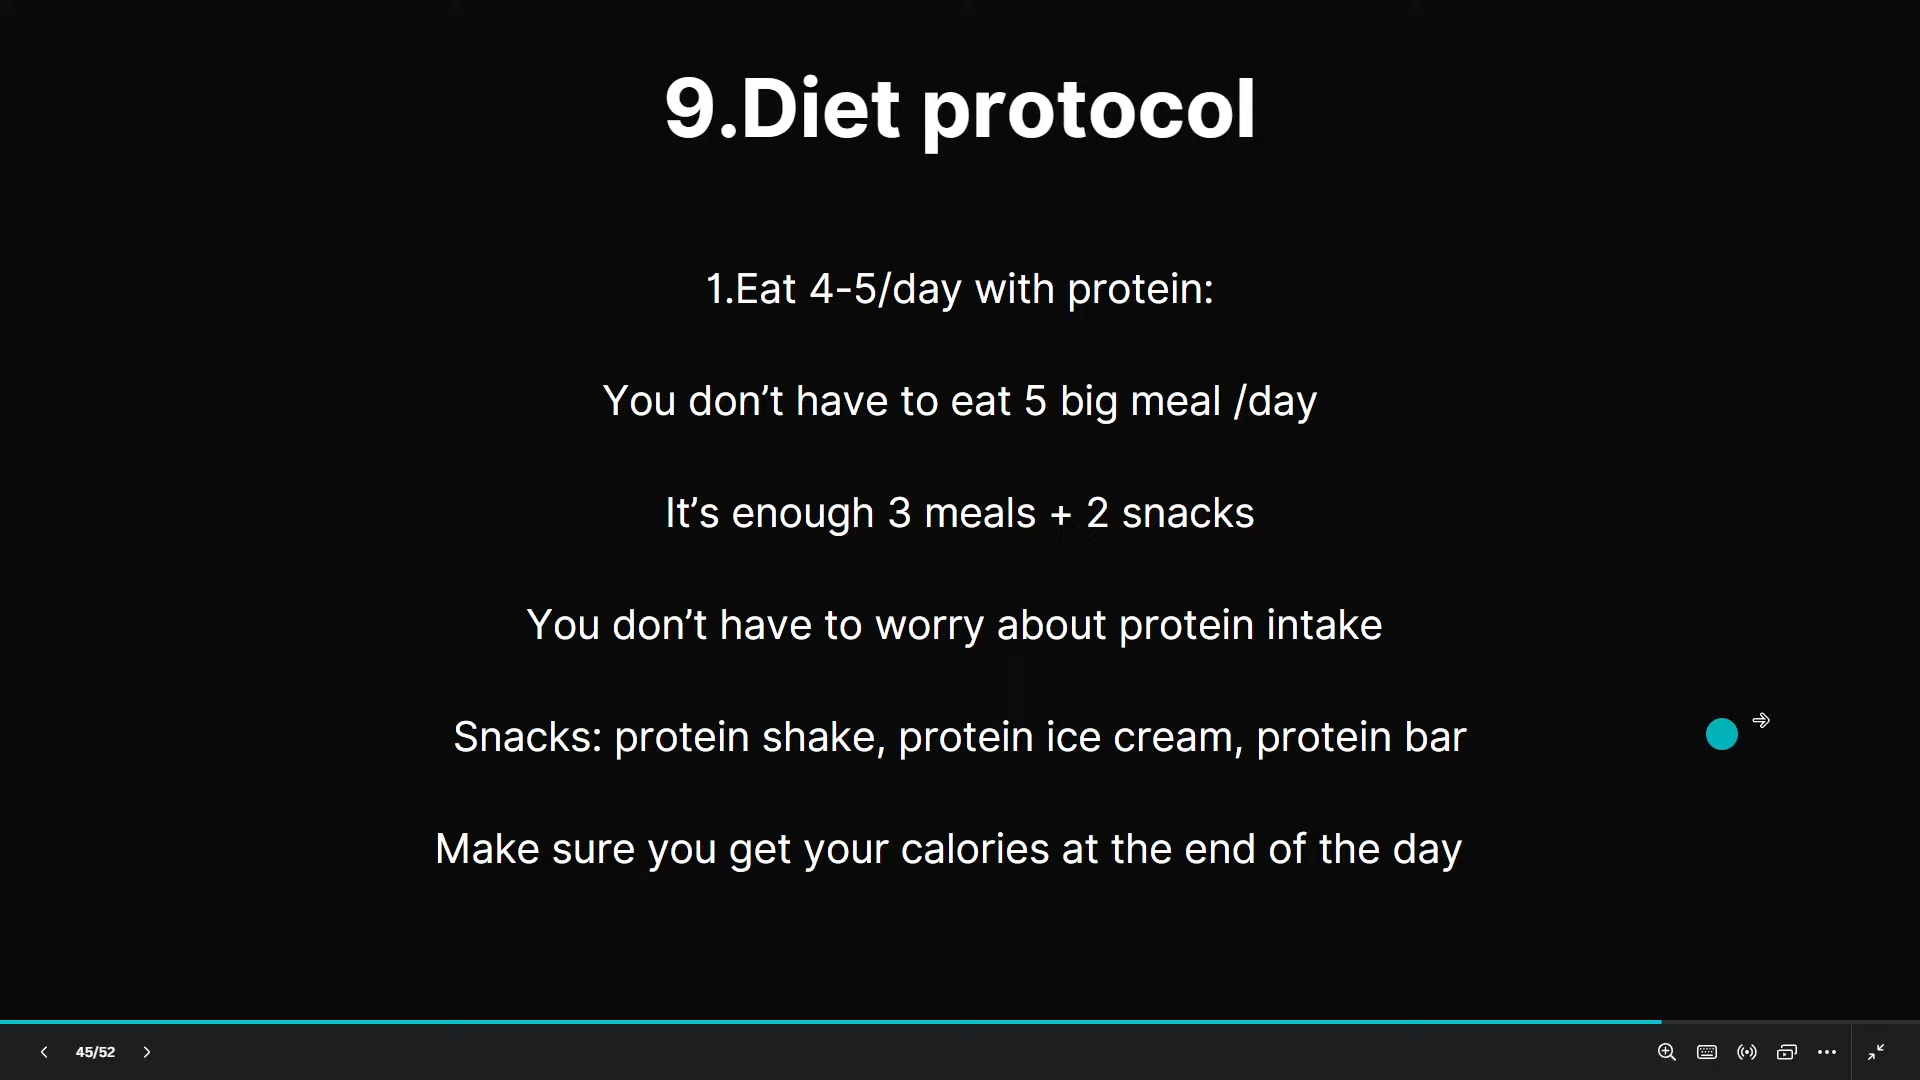 9.Diet protocol
1.Eat 4-5/day with protein:
You don’t have to eat 5 big meal /day
It’s enough 3 meals + 2 snacks
You don’t have to worry about protein intake
Snacks: protein shake, protein ice cream, protein bar
Make sure you get your calories at the end of the day
45/52